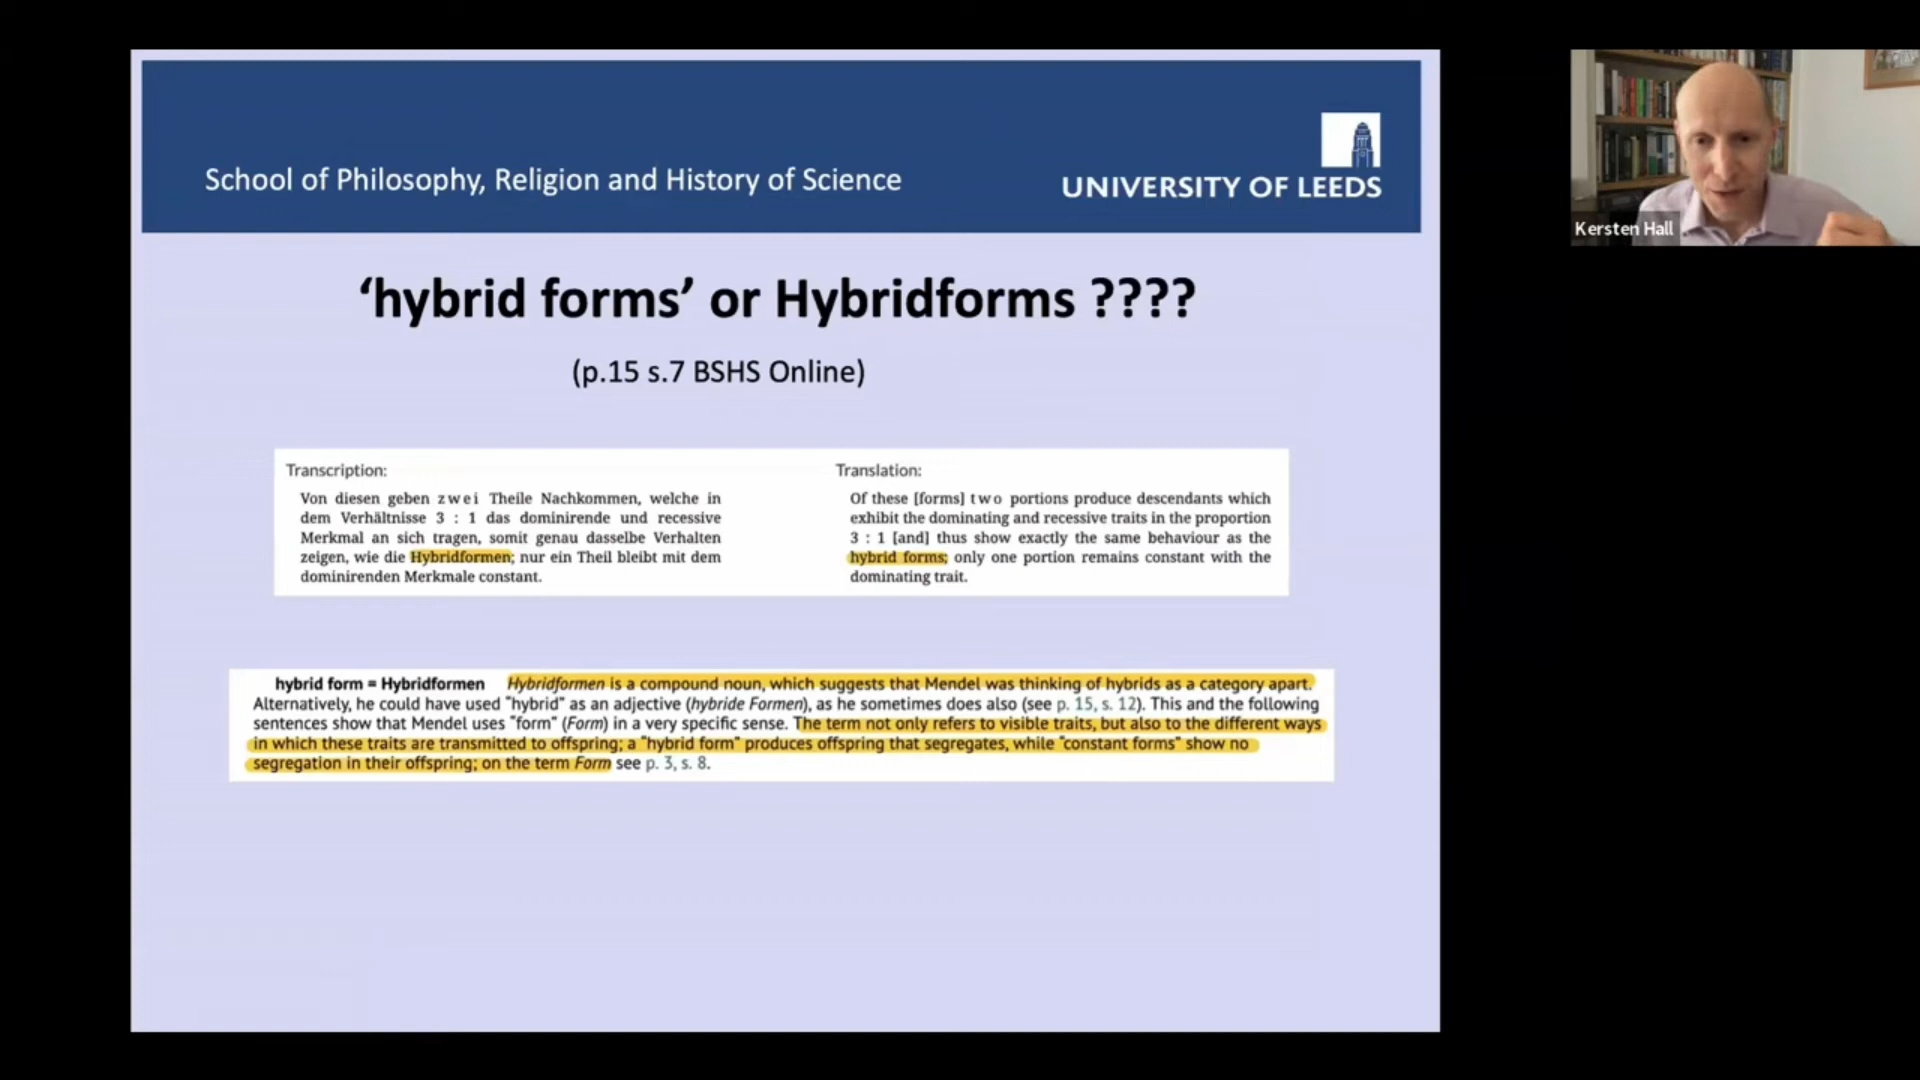 School of Philosophy, Religion and History of Science
UNIVERSITY OF LEEDS
Kersten Hall
‘hybrid forms’ or Hybridforms ????
(p.15 s.7 BSHS Online)
Transcription:
Von diesen geben zwei Theile Nachkommen, welche in
dem Verhältnisse 3 : 1 das dominirende und recessive
Merkmal an sich tragen, somit genau dasselbe Verhalten
zeigen, wie die Hybridformen; nur ein Theil bleibt mit dem
dominirenden Merkmale constant.
Translation:
Of these [forms] two portions produce descendants which
exhibit the dominating and recessive traits in the proportion
3 : 1 [and] thus show exactly the same behaviour as the
hybrid forms; only one portion remains constant with the
dominating trait.
hybrid form = Hybridformen Hybridformen is a compound noun, which suggests that Mendel was thinking of hybrids as a category apart.
Alternatively, he could have used "hybrid" as an adjective (hybride Formen), as he sometimes does also (see p. 15, s. 12). This and the following
sentences show that Mendel uses "form" (Form) in a very specific sense. The term not only refers to visible traits, but also to the different ways
in which these traits are transmitted to offspring; a "hybrid form" produces offspring that segregates, while "constant forms" show no
segregation in their offspring; on the term Form see p. 3, s. 8.